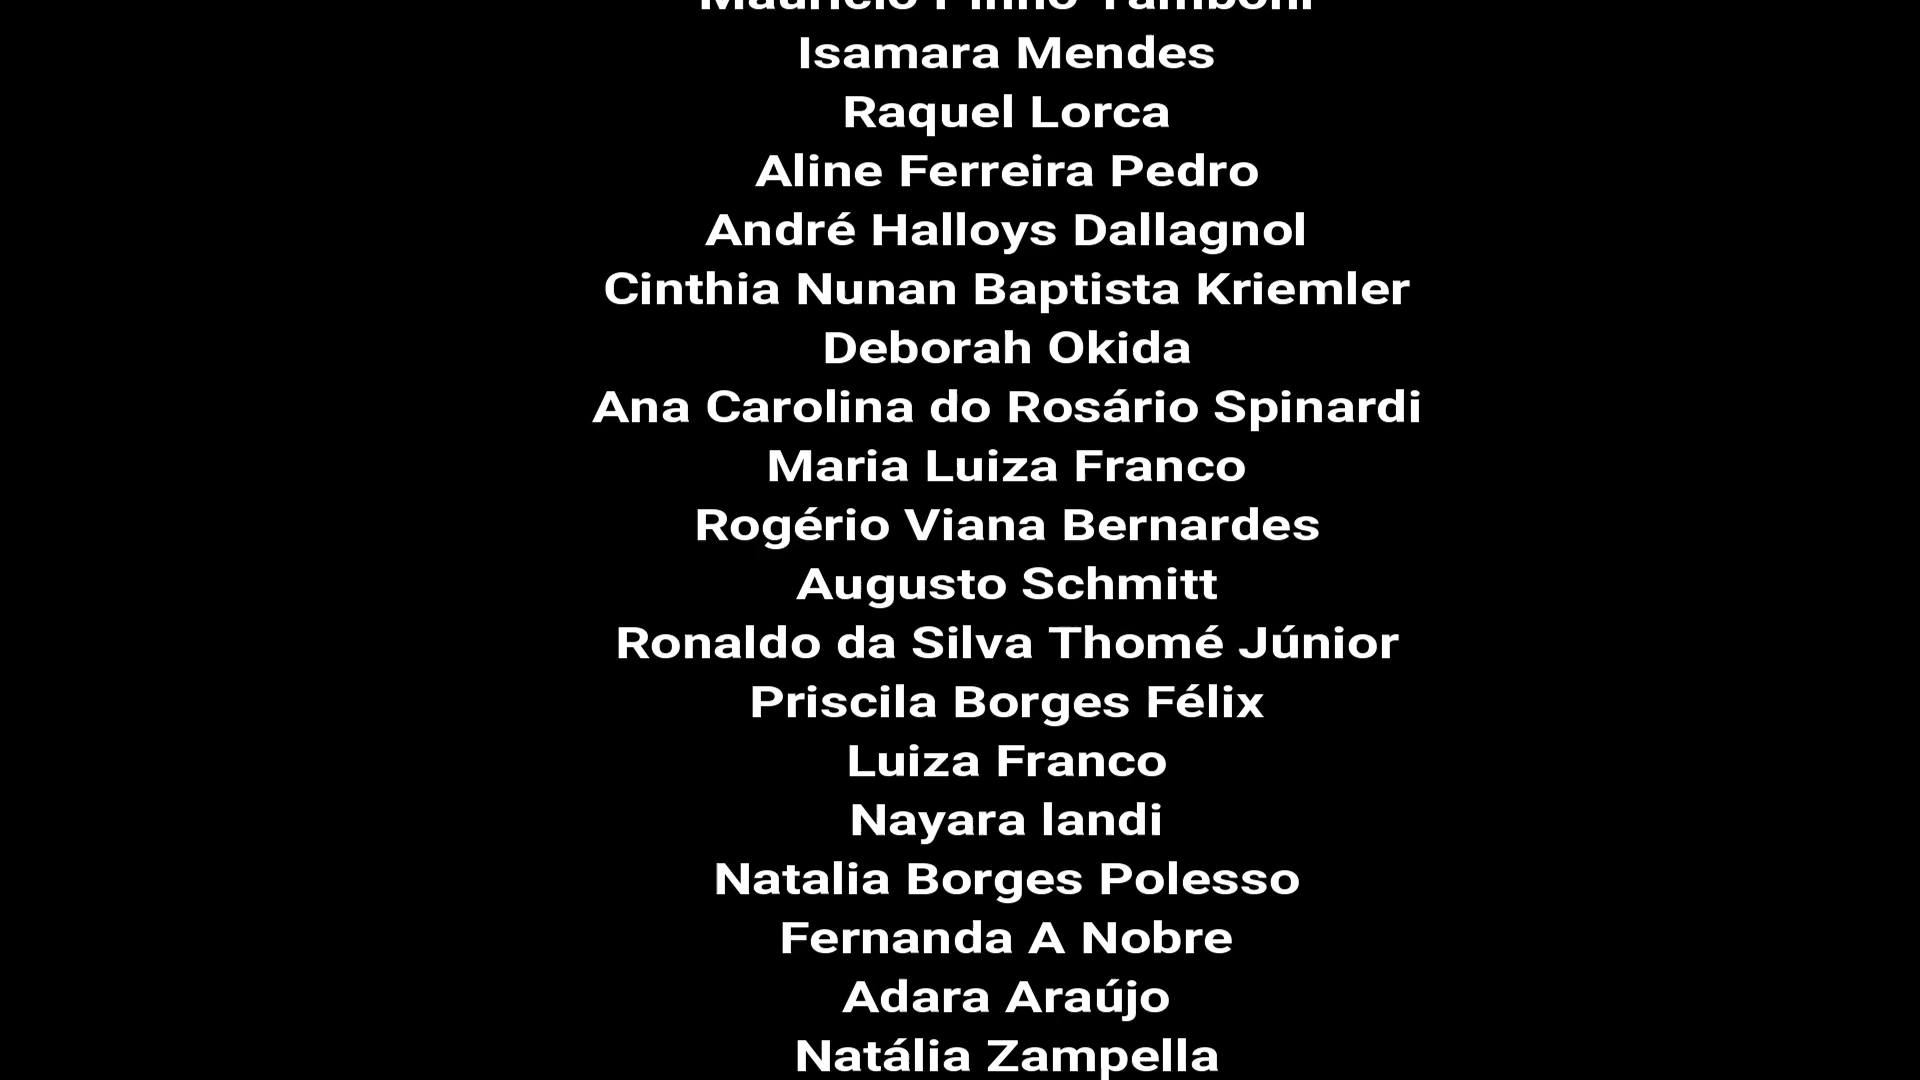 Isamara Mendes
Raquel Lorca
Aline Ferreira Pedro
André Halloys Dallagnol
Cinthia Nunan Baptista Kriemler
Deborah Okida
Ana Carolina do Rosário Spinardi
Maria Luiza Franco
Rogério Viana Bernardes
Augusto Schmitt
Ronaldo da Silva Thomé Júnior
Priscila Borges Félix
Luiza Franco
Nayara landi
Natalia Borges Polesso
Fernanda A Nobre
Adara Araújo
Natália Zampella